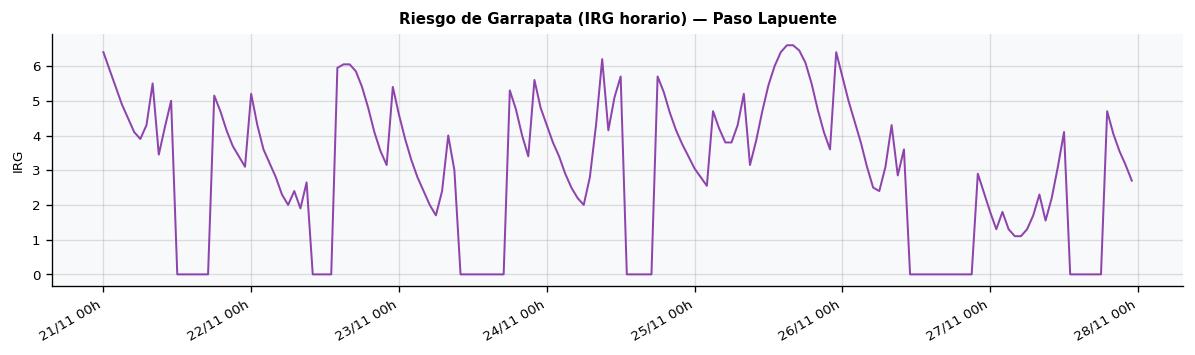 Riesgo de Garrapata (IRG horario) — Paso Lapuente
IRG
6
5
4
3
2
1
0
21/11 00h
22/11 00h
23/11 00h
24/11 00h
25/11 00h
26/11 00h
27/11 00h
28/11 00h